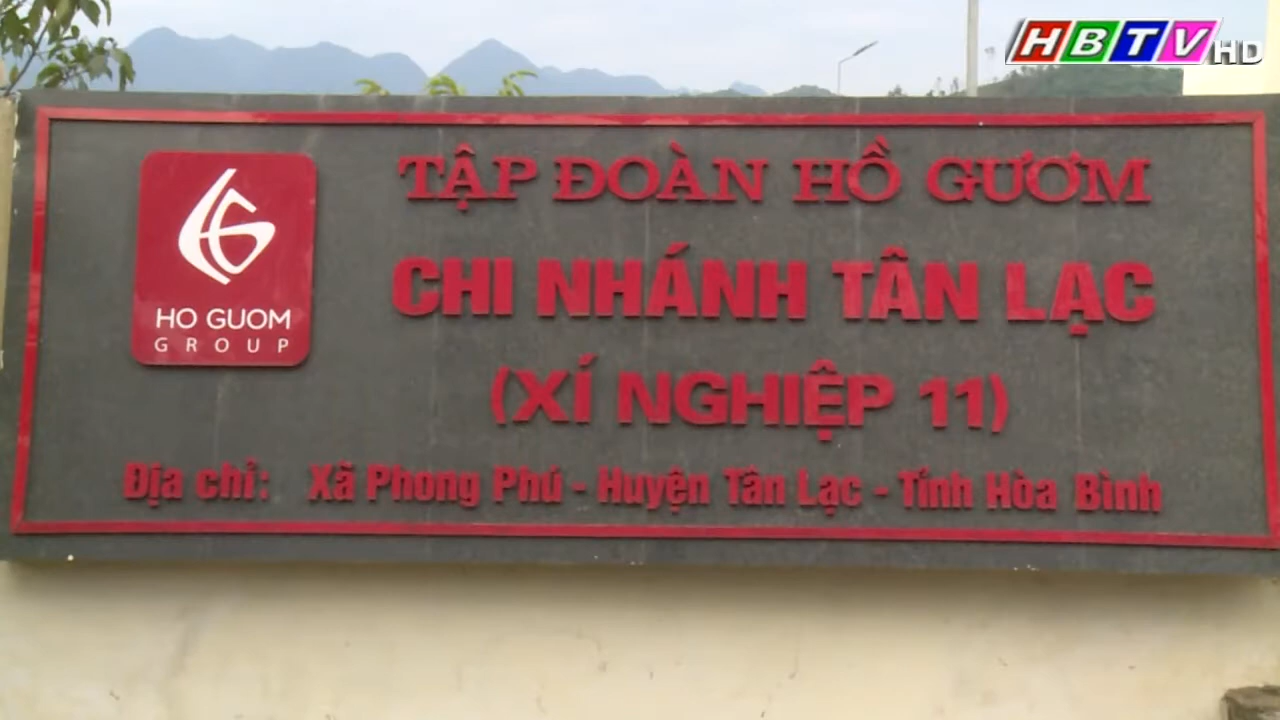 HBTV HD
TẬP ĐOÀN HỒ GƯƠM
CHI NHÁNH TÂN LẠC
(XÍ NGHIỆP 11)
HO GUOM
GROUP
Địa chỉ: Xã Phong Phú - Huyện Tân Lạc - Tỉnh Hòa Bình